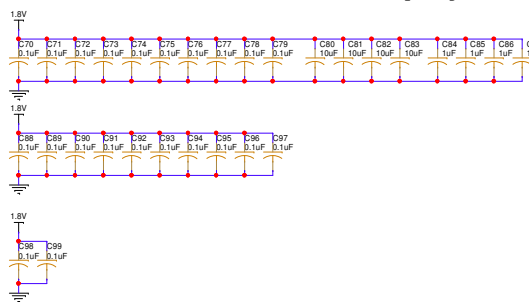 1.8V
C70 C71 C72 C73 C74 C75 C76 C77 C78 C79 C80 C81 C82 C83 C84 C85 C86
0.1uF 0.1uF 0.1uF 0.1uF 0.1uF 0.1uF 0.1uF 0.1uF 0.1uF 0.1uF 10uF 10uF 10uF 10uF 1uF 1uF 1uF 1uF
1.8V
C88 C89 C90 C91 C92 C93 C94 C95 C96 C97
0.1uF 0.1uF 0.1uF 0.1uF 0.1uF 0.1uF 0.1uF 0.1uF 0.1uF 0.1uF
1.8V
C98 C99
0.1uF 0.1uF